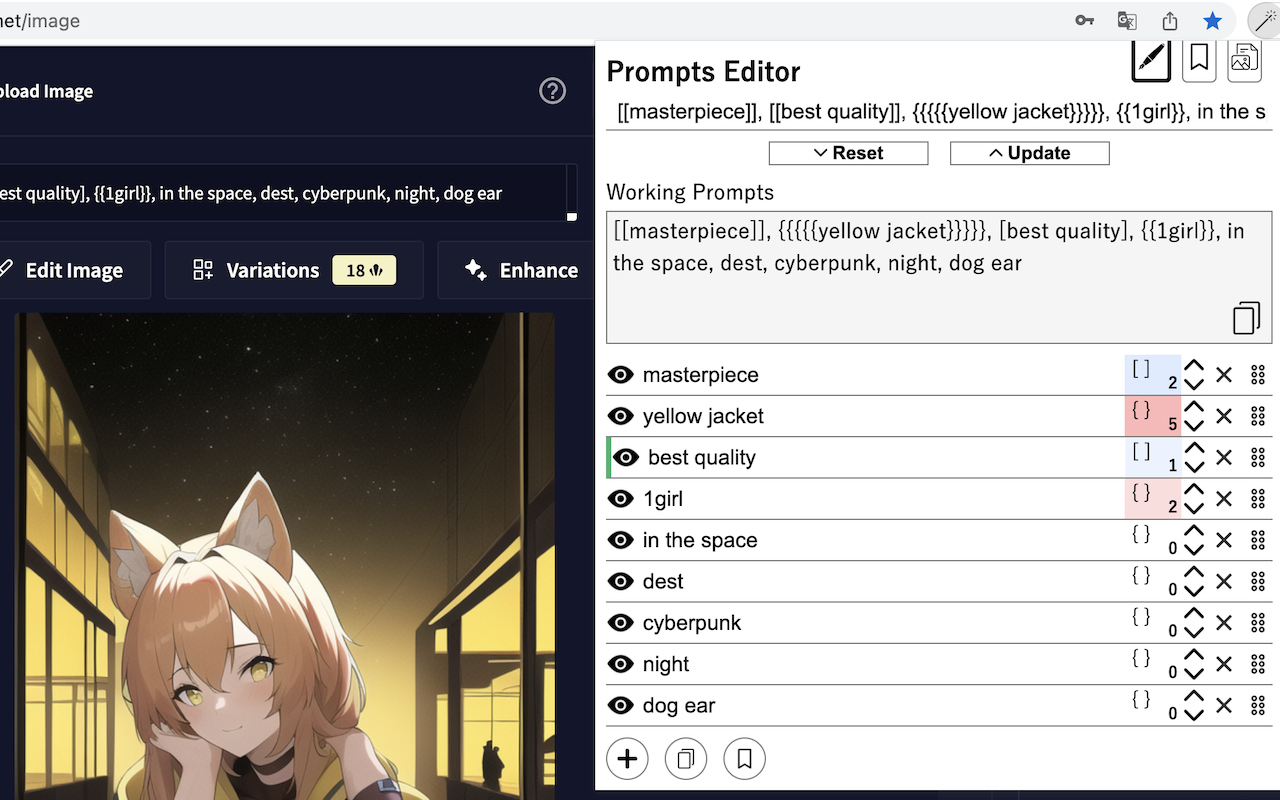 net/image
pload Image
est quality], {{1girl}}, in the space, dest, cyberpunk, night, dog ear
Edit Image
Variations
18
Enhance
Prompts Editor
[[masterpiece]], [[best quality]], {{{{{yellow jacket}}}}}, {{1girl}}, in the s
Reset
Update
Working Prompts
[[masterpiece]], {{{{{yellow jacket}}}}}, [best quality], {{1girl}}, in
the space, dest, cyberpunk, night, dog ear
masterpiece [ ] 2
yellow jacket { } 5
best quality [ ] 1
1girl { } 2
in the space { } 0
dest { } 0
cyberpunk { } 0
night { } 0
dog ear { } 0